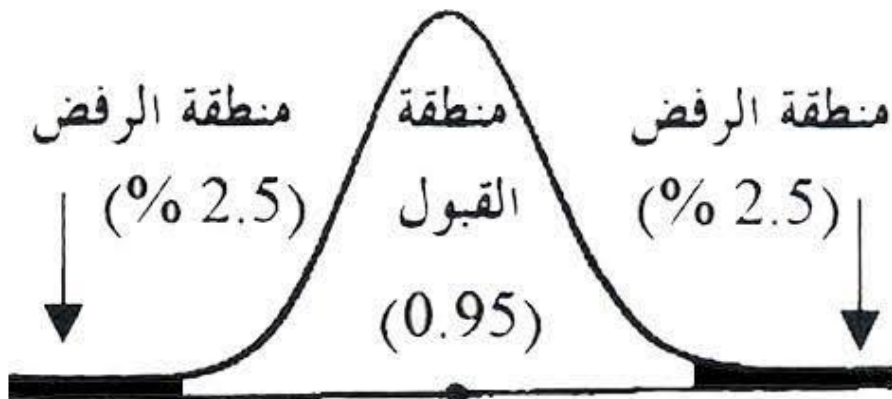 منطقة الرفض
(% 2.5)
منطقة
القبول
(0.95)
منطقة الرفض
(% 2.5)